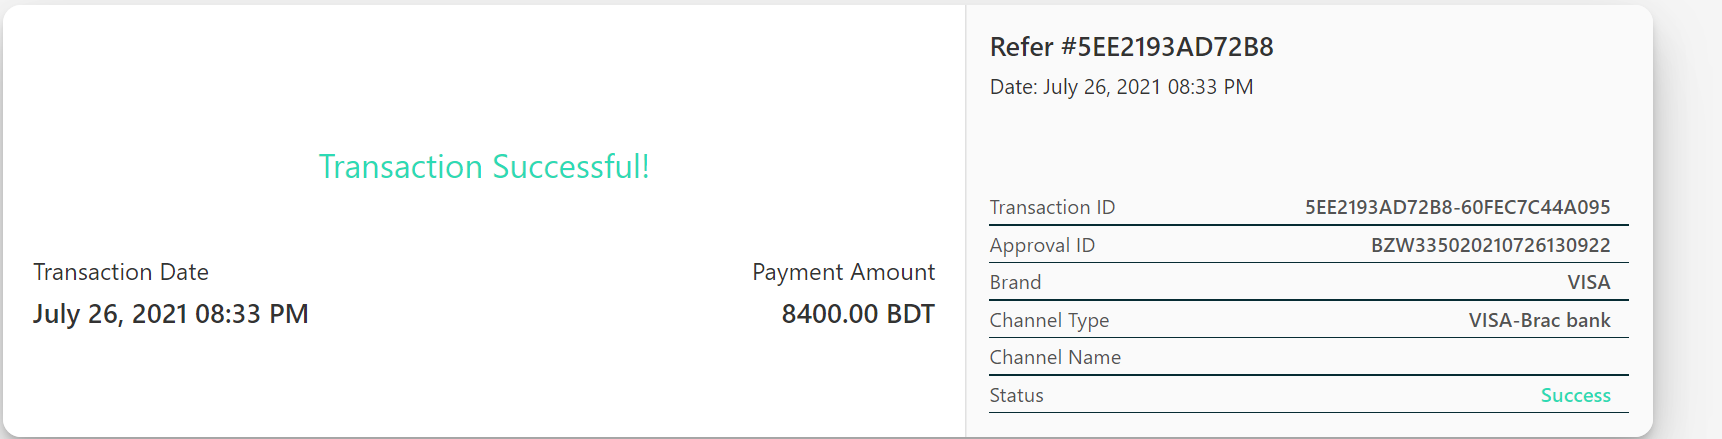 Transaction Successful!
Transaction Date
July 26, 2021 08:33 PM
Payment Amount
8400.00 BDT
Refer #5EE2193AD72B8
Date: July 26, 2021 08:33 PM
Transaction ID 5EE2193AD72B8-60FEC7C44A095
Approval ID BZW335020210726130922
Brand VISA
Channel Type VISA-Brac bank
Channel Name
Status Success